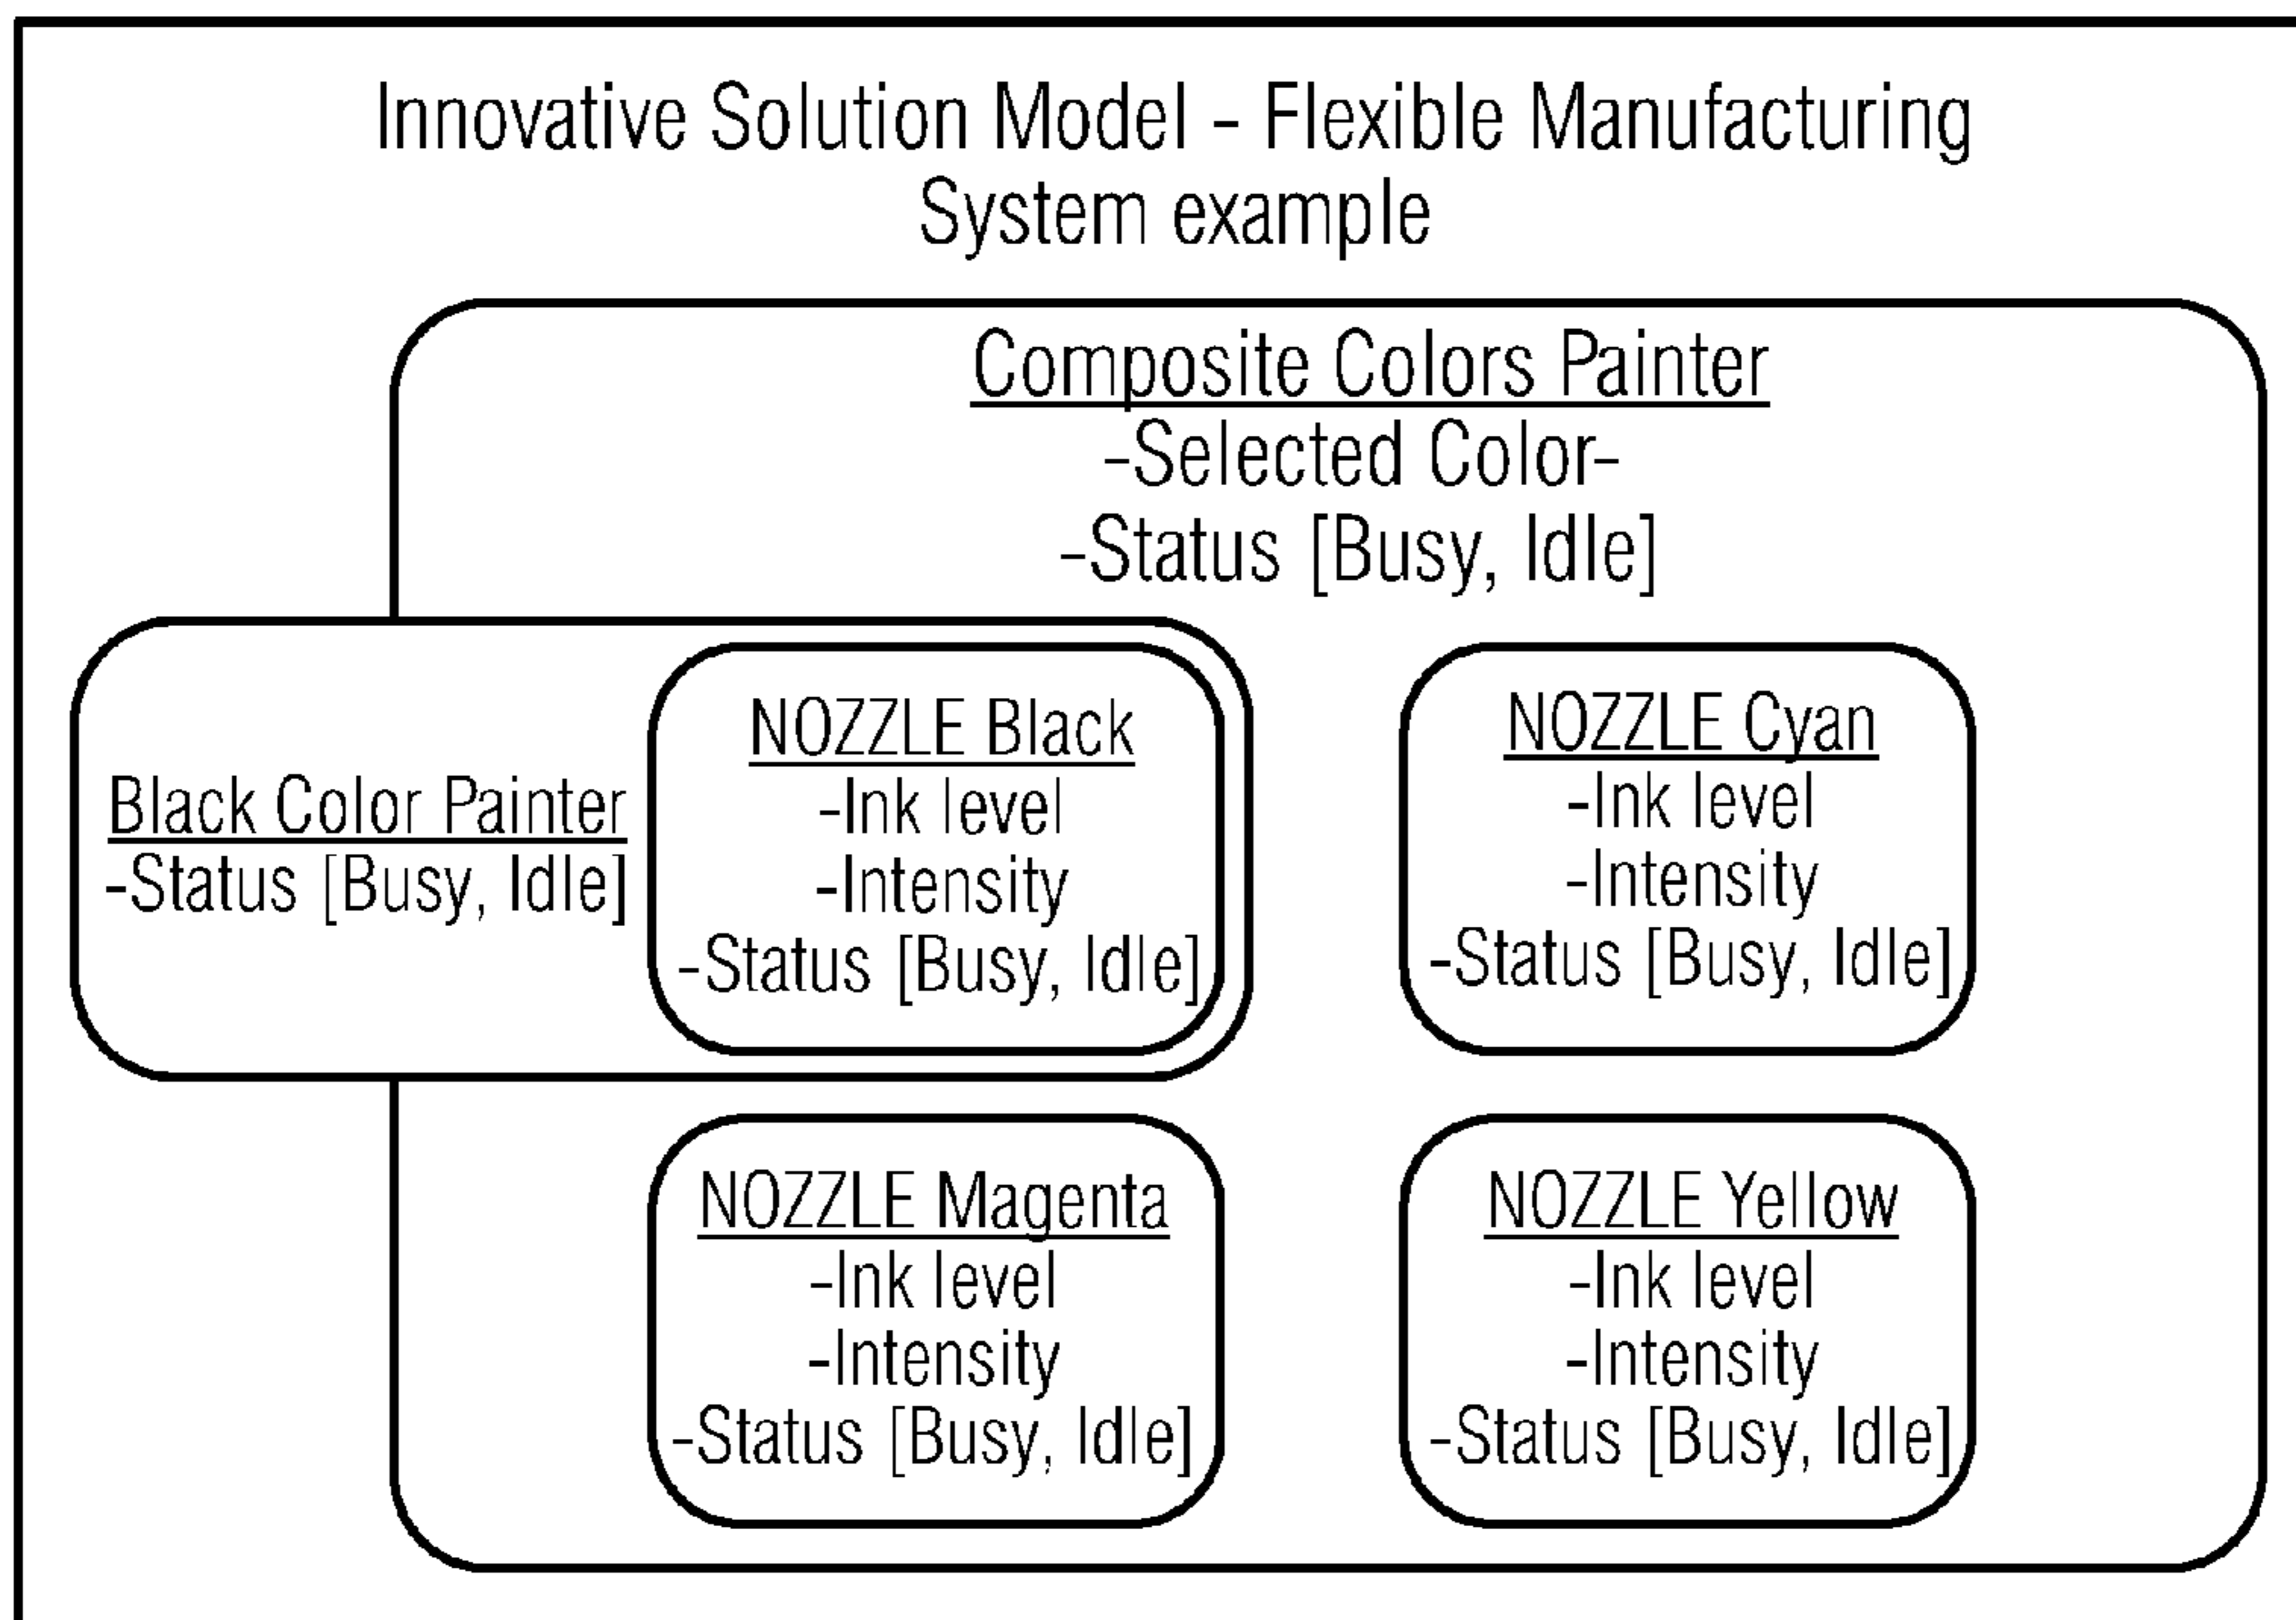 Innovative Solution Model - Flexible Manufacturing
System example
Composite Colors Painter
-Selected Color-
-Status [Busy, Idle]
Black Color Painter
-Status [Busy, Idle]
NOZZLE Black
-Ink level
-Intensity
-Status [Busy, Idle]
NOZZLE Cyan
-Ink level
-Intensity
-Status [Busy, Idle]
NOZZLE Magenta
-Ink level
-Intensity
-Status [Busy, Idle]
NOZZLE Yellow
-Ink level
-Intensity
-Status [Busy, Idle]